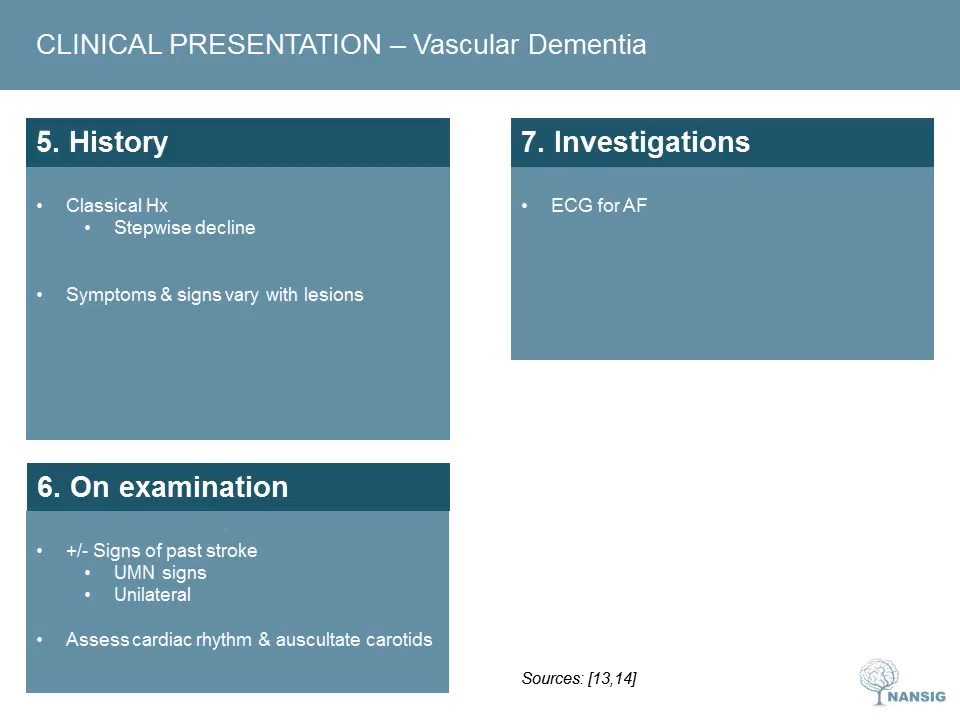 CLINICAL PRESENTATION – Vascular Dementia
5. History
• Classical Hx
• Stepwise decline
• Symptoms & signs vary with lesions
6. On examination
• +/- Signs of past stroke
• UMN signs
• Unilateral
• Assess cardiac rhythm & auscultate carotids
7. Investigations
• ECG for AF
Sources: [13,14]
NANSIG